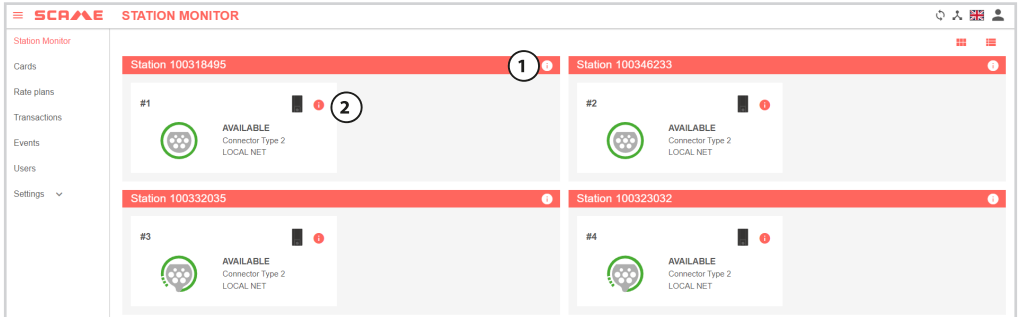 SCAME STATION MONITOR
Station Monitor
Cards
Rate plans
Transactions
Events
Users
Settings
Station 100318495 1
#1 2
AVAILABLE
Connector Type 2
LOCAL NET
Station 100346233
#2
AVAILABLE
Connector Type 2
LOCAL NET
Station 100332035
#3
AVAILABLE
Connector Type 2
LOCAL NET
Station 100323032
#4
AVAILABLE
Connector Type 2
LOCAL NET